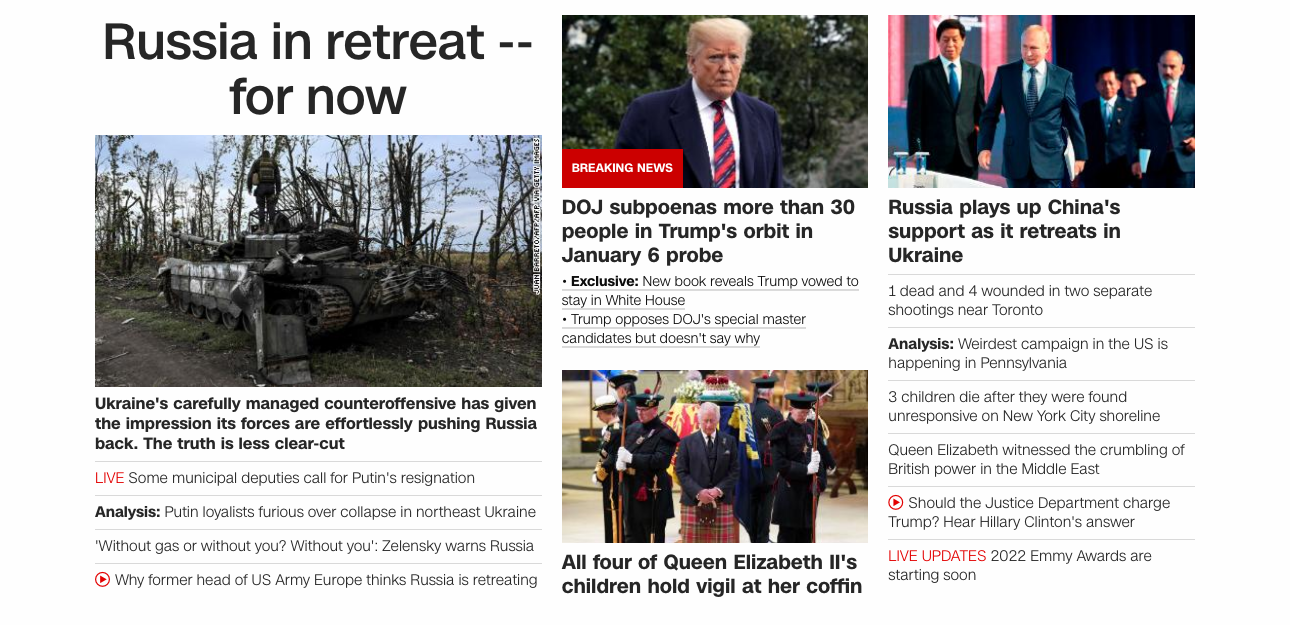 Russia in retreat --
for now
JUAN BARRETO/AFP/AFP VIA GETTY IMAGES
Ukraine's carefully managed counteroffensive has given
the impression its forces are effortlessly pushing Russia
back. The truth is less clear-cut
LIVE Some municipal deputies call for Putin's resignation
Analysis: Putin loyalists furious over collapse in northeast Ukraine
'Without gas or without you? Without you': Zelensky warns Russia
Why former head of US Army Europe thinks Russia is retreating
BREAKING NEWS
DOJ subpoenas more than 30
people in Trump's orbit in
January 6 probe
• Exclusive: New book reveals Trump vowed to
stay in White House
• Trump opposes DOJ's special master
candidates but doesn't say why
All four of Queen Elizabeth II's
children hold vigil at her coffin
Russia plays up China's
support as it retreats in
Ukraine
1 dead and 4 wounded in two separate
shootings near Toronto
Analysis: Weirdest campaign in the US is
happening in Pennsylvania
3 children die after they were found
unresponsive on New York City shoreline
Queen Elizabeth witnessed the crumbling of
British power in the Middle East
Should the Justice Department charge
Trump? Hear Hillary Clinton's answer
LIVE UPDATES 2022 Emmy Awards are
starting soon